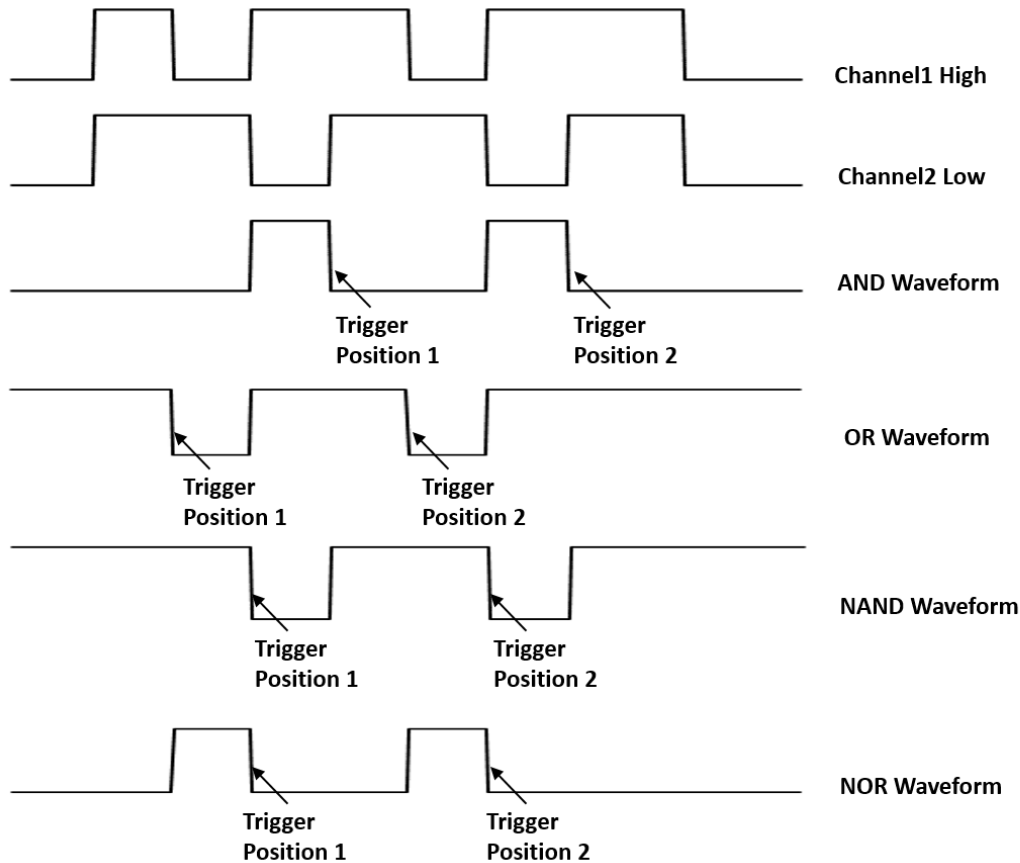 Channel1 High
Channel2 Low
AND Waveform
Trigger
Position 1
Trigger
Position 2
OR Waveform
Trigger
Position 1
Trigger
Position 2
NAND Waveform
Trigger
Position 1
Trigger
Position 2
NOR Waveform
Trigger
Position 1
Trigger
Position 2